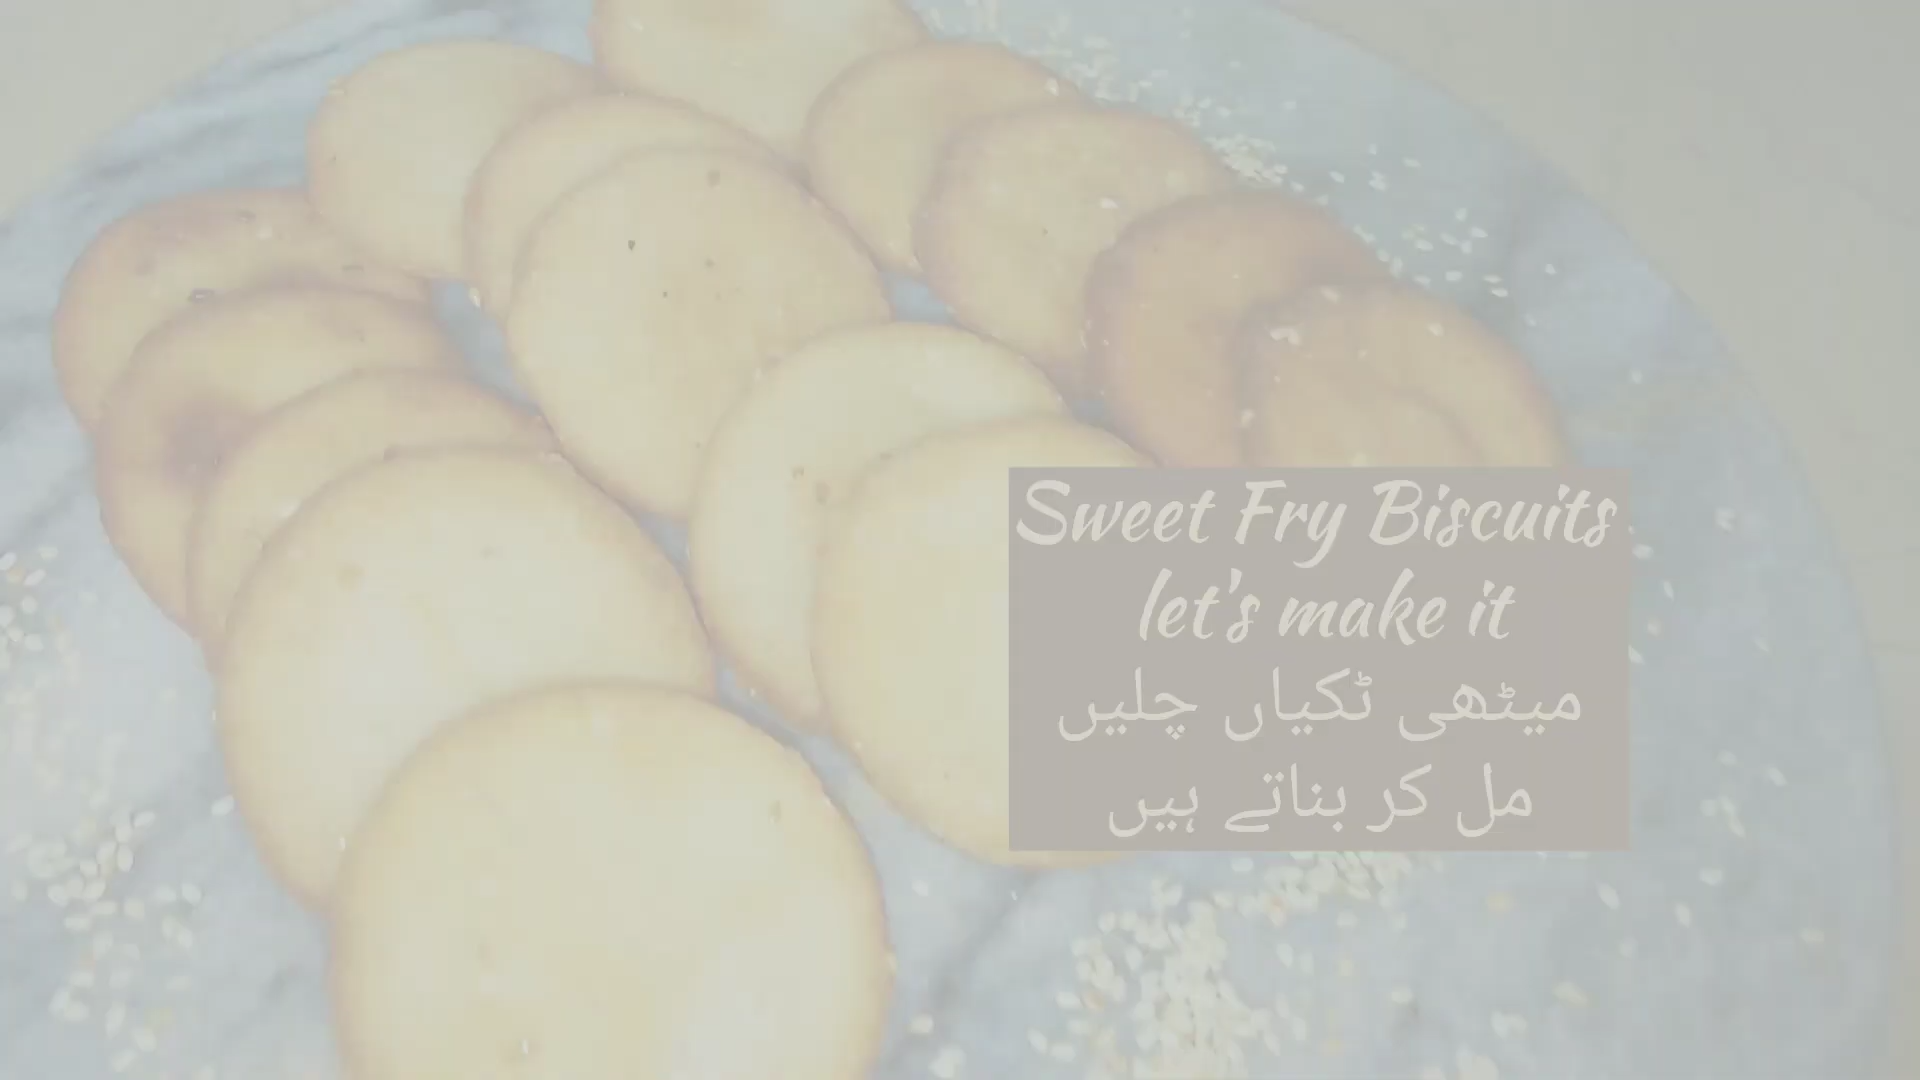 Sweet Fry Biscuits
let's make it
میٹھی ٹکیاں چلیں
مل کر بناتے ہیں